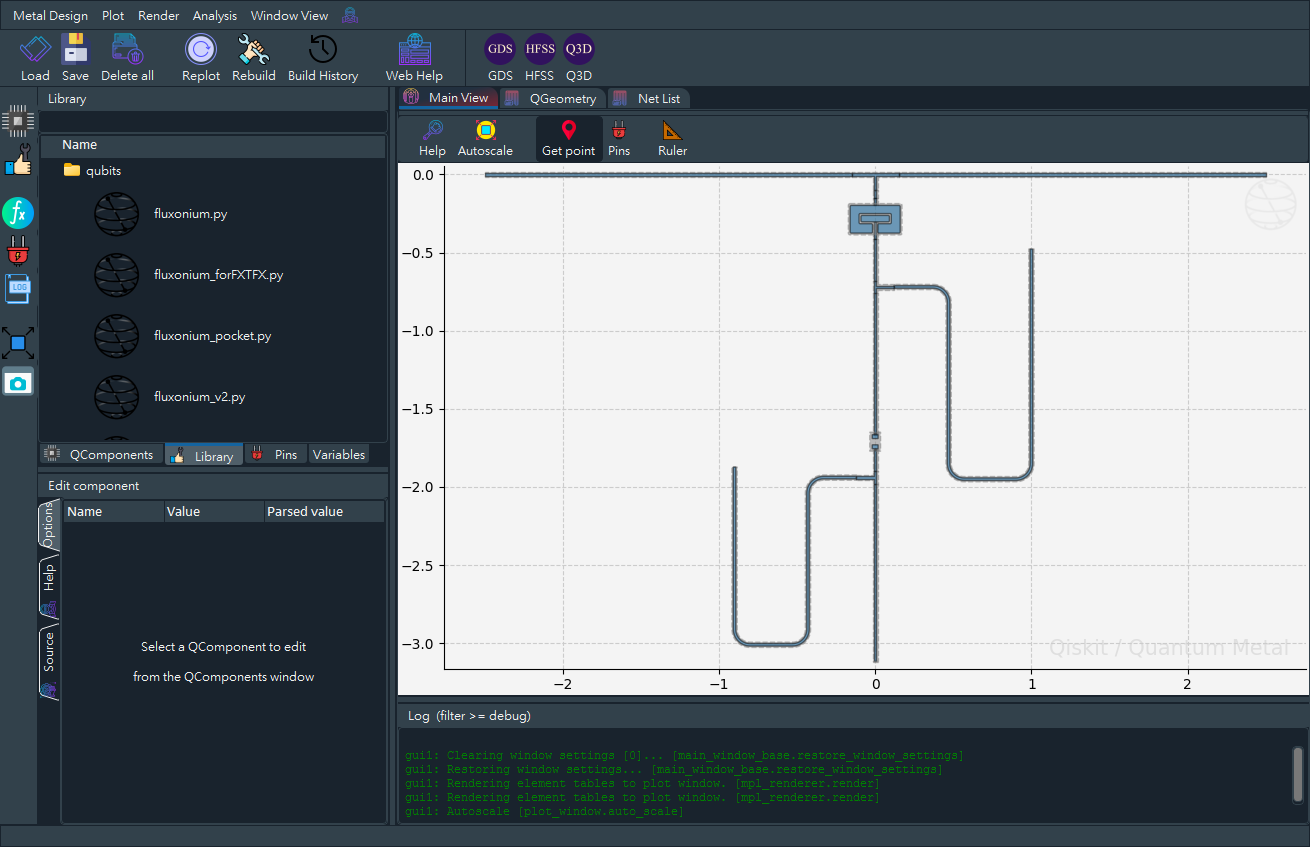 Metal Design Plot Render Analysis Window View
GDS HFSS Q3D
Load Save Delete all Replot Rebuild Build History Web Help GDS HFSS Q3D
Library
Main View QGeometry Net List
Name
Help Autoscale Get point Pins Ruler
qubits
fx
fluxonium.py
fluxonium_forFXTFX.py
LOG
fluxonium_pocket.py
fluxonium_v2.py
QComponents Library Pins Variables
Edit component
Options
Help
Source
Name Value Parsed value
Select a QComponent to edit
from the QComponents window
0.0
−0.5
−1.0
−1.5
−2.0
−2.5
−3.0
Qiskit / Quantum Metal
−2 −1 0 1 2
Log (filter >= debug)
gui1: Clearing window settings [0]... [main_window_base.restore_window_settings]
gui1: Restoring window settings... [main_window_base.restore_window_settings]
gui1: Rendering element tables to plot window. [mpl_renderer.render]
gui1: Rendering element tables to plot window. [mpl_renderer.render]
gui1: Autoscale [plot_window.auto_scale]